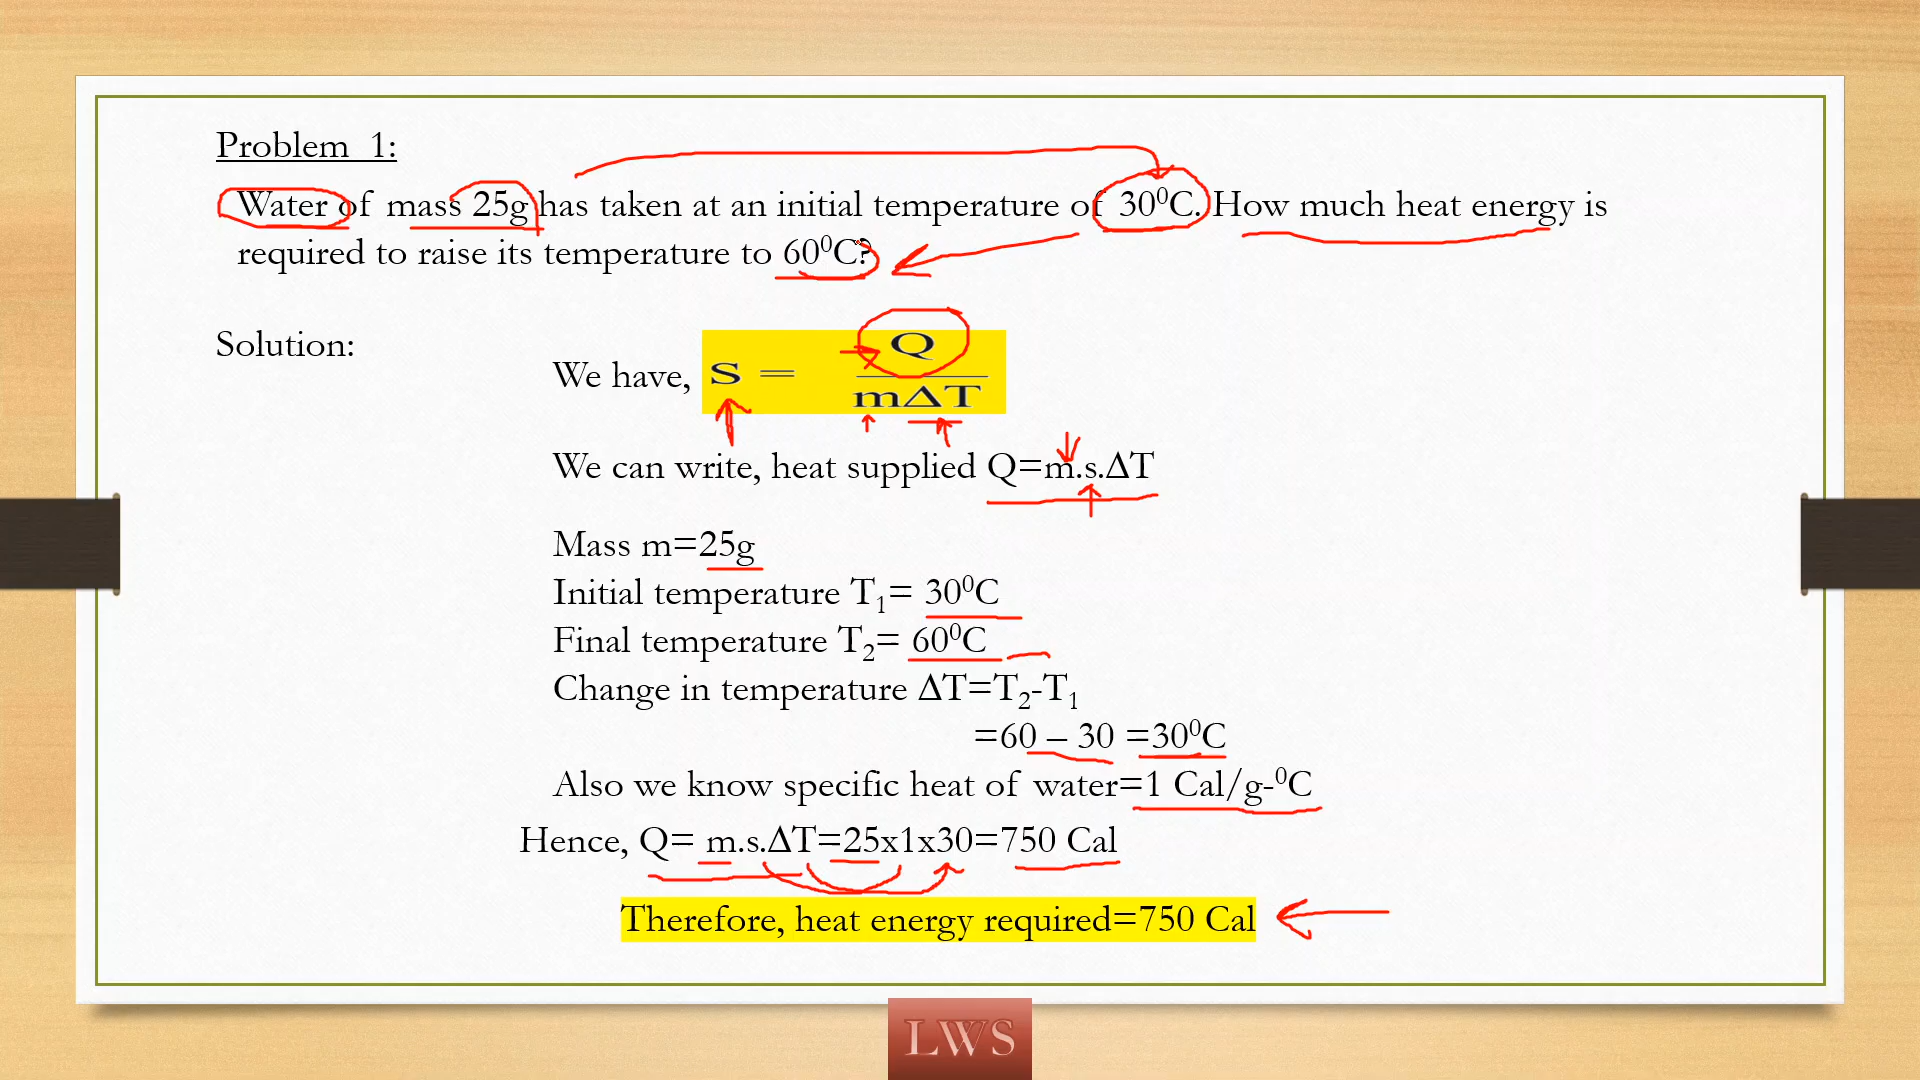 Problem 1:
Water of mass 25g has taken at an initial temperature of 30⁰C. How much heat energy is
required to raise its temperature to 60⁰C?
Solution:
We have, S = Q/mΔT
We can write, heat supplied Q=m.s.ΔT
Mass m=25g
Initial temperature T₁= 30⁰C
Final temperature T₂= 60⁰C
Change in temperature ΔT=T₂-T₁
=60 – 30 =30⁰C
Also we know specific heat of water=1 Cal/g-⁰C
Hence, Q= m.s.ΔT=25x1x30=750 Cal
Therefore, heat energy required=750 Cal
LWS